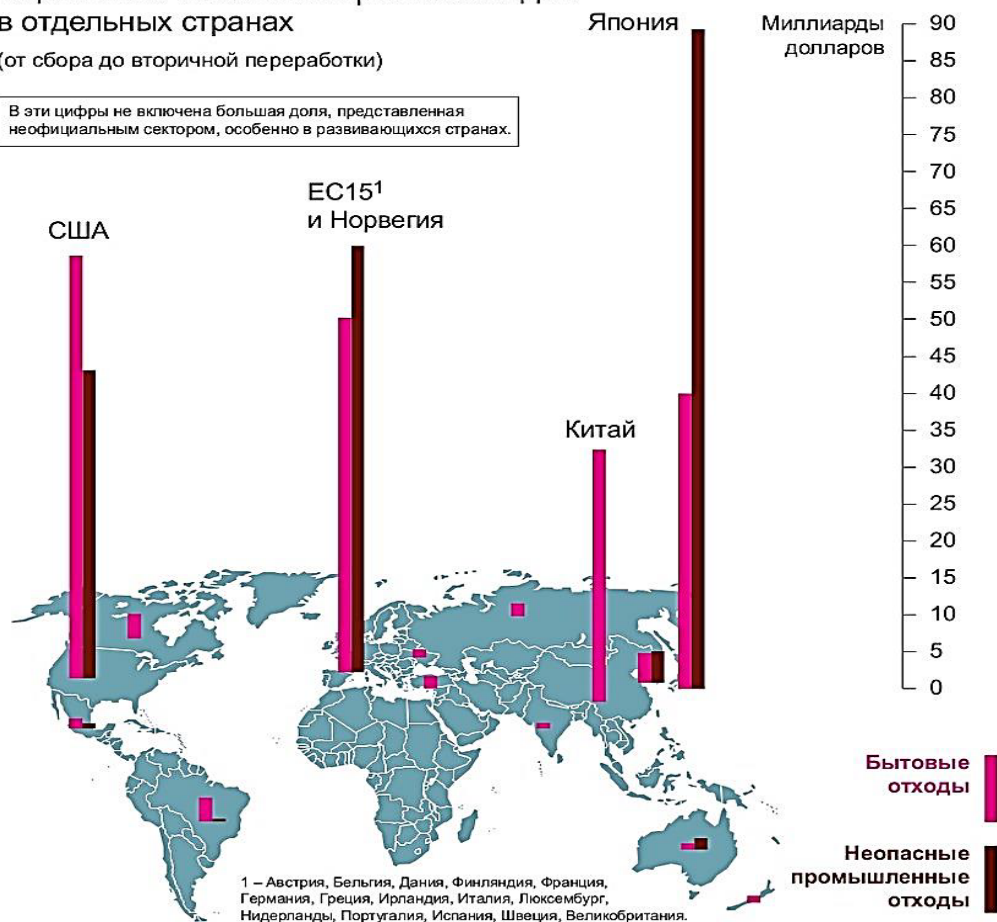 в отдельных странах
(от сбора до вторичной переработки)
В эти цифры не включена большая доля, представленная
неофициальным сектором, особенно в развивающихся странах.
США
ЕС15¹
и Норвегия
Китай
Япония
Миллиарды
долларов
90
85
80
75
70
65
60
55
50
45
40
35
30
25
20
15
10
5
0
Бытовые
отходы
Неопасные
промышленные
отходы
1 – Австрия, Бельгия, Дания, Финляндия, Франция,
Германия, Греция, Ирландия, Италия, Люксембург,
Нидерланды, Португалия, Испания, Швеция, Великобритания.